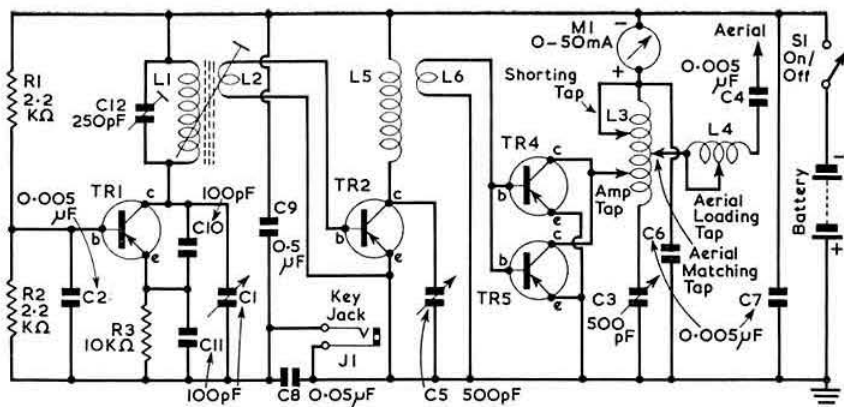 R1
2.2
KΩ
C12
250pF
L1
L2
L5
L6
M1
0-50mA
-
+
Shorting
Tap
L3
Aerial
0.005
μF
C4
L4
S1
On/
Off
TR1
c
b
e
0.005
μF
C2
100pF
C10
C9
0.5
μF
TR2
c
b
e
TR4
c
b
e
Amp
Tap
TR5
c
b
e
Aerial
Loading
Tap
Aerial
Matching
Tap
Battery
-
+
R2
2.2
KΩ
R3
10KΩ
C11
100pF
C1
Key
Jack
J1
C8
0.05μF
C5
500pF
C3
500
pF
C6
0.005μF
C7